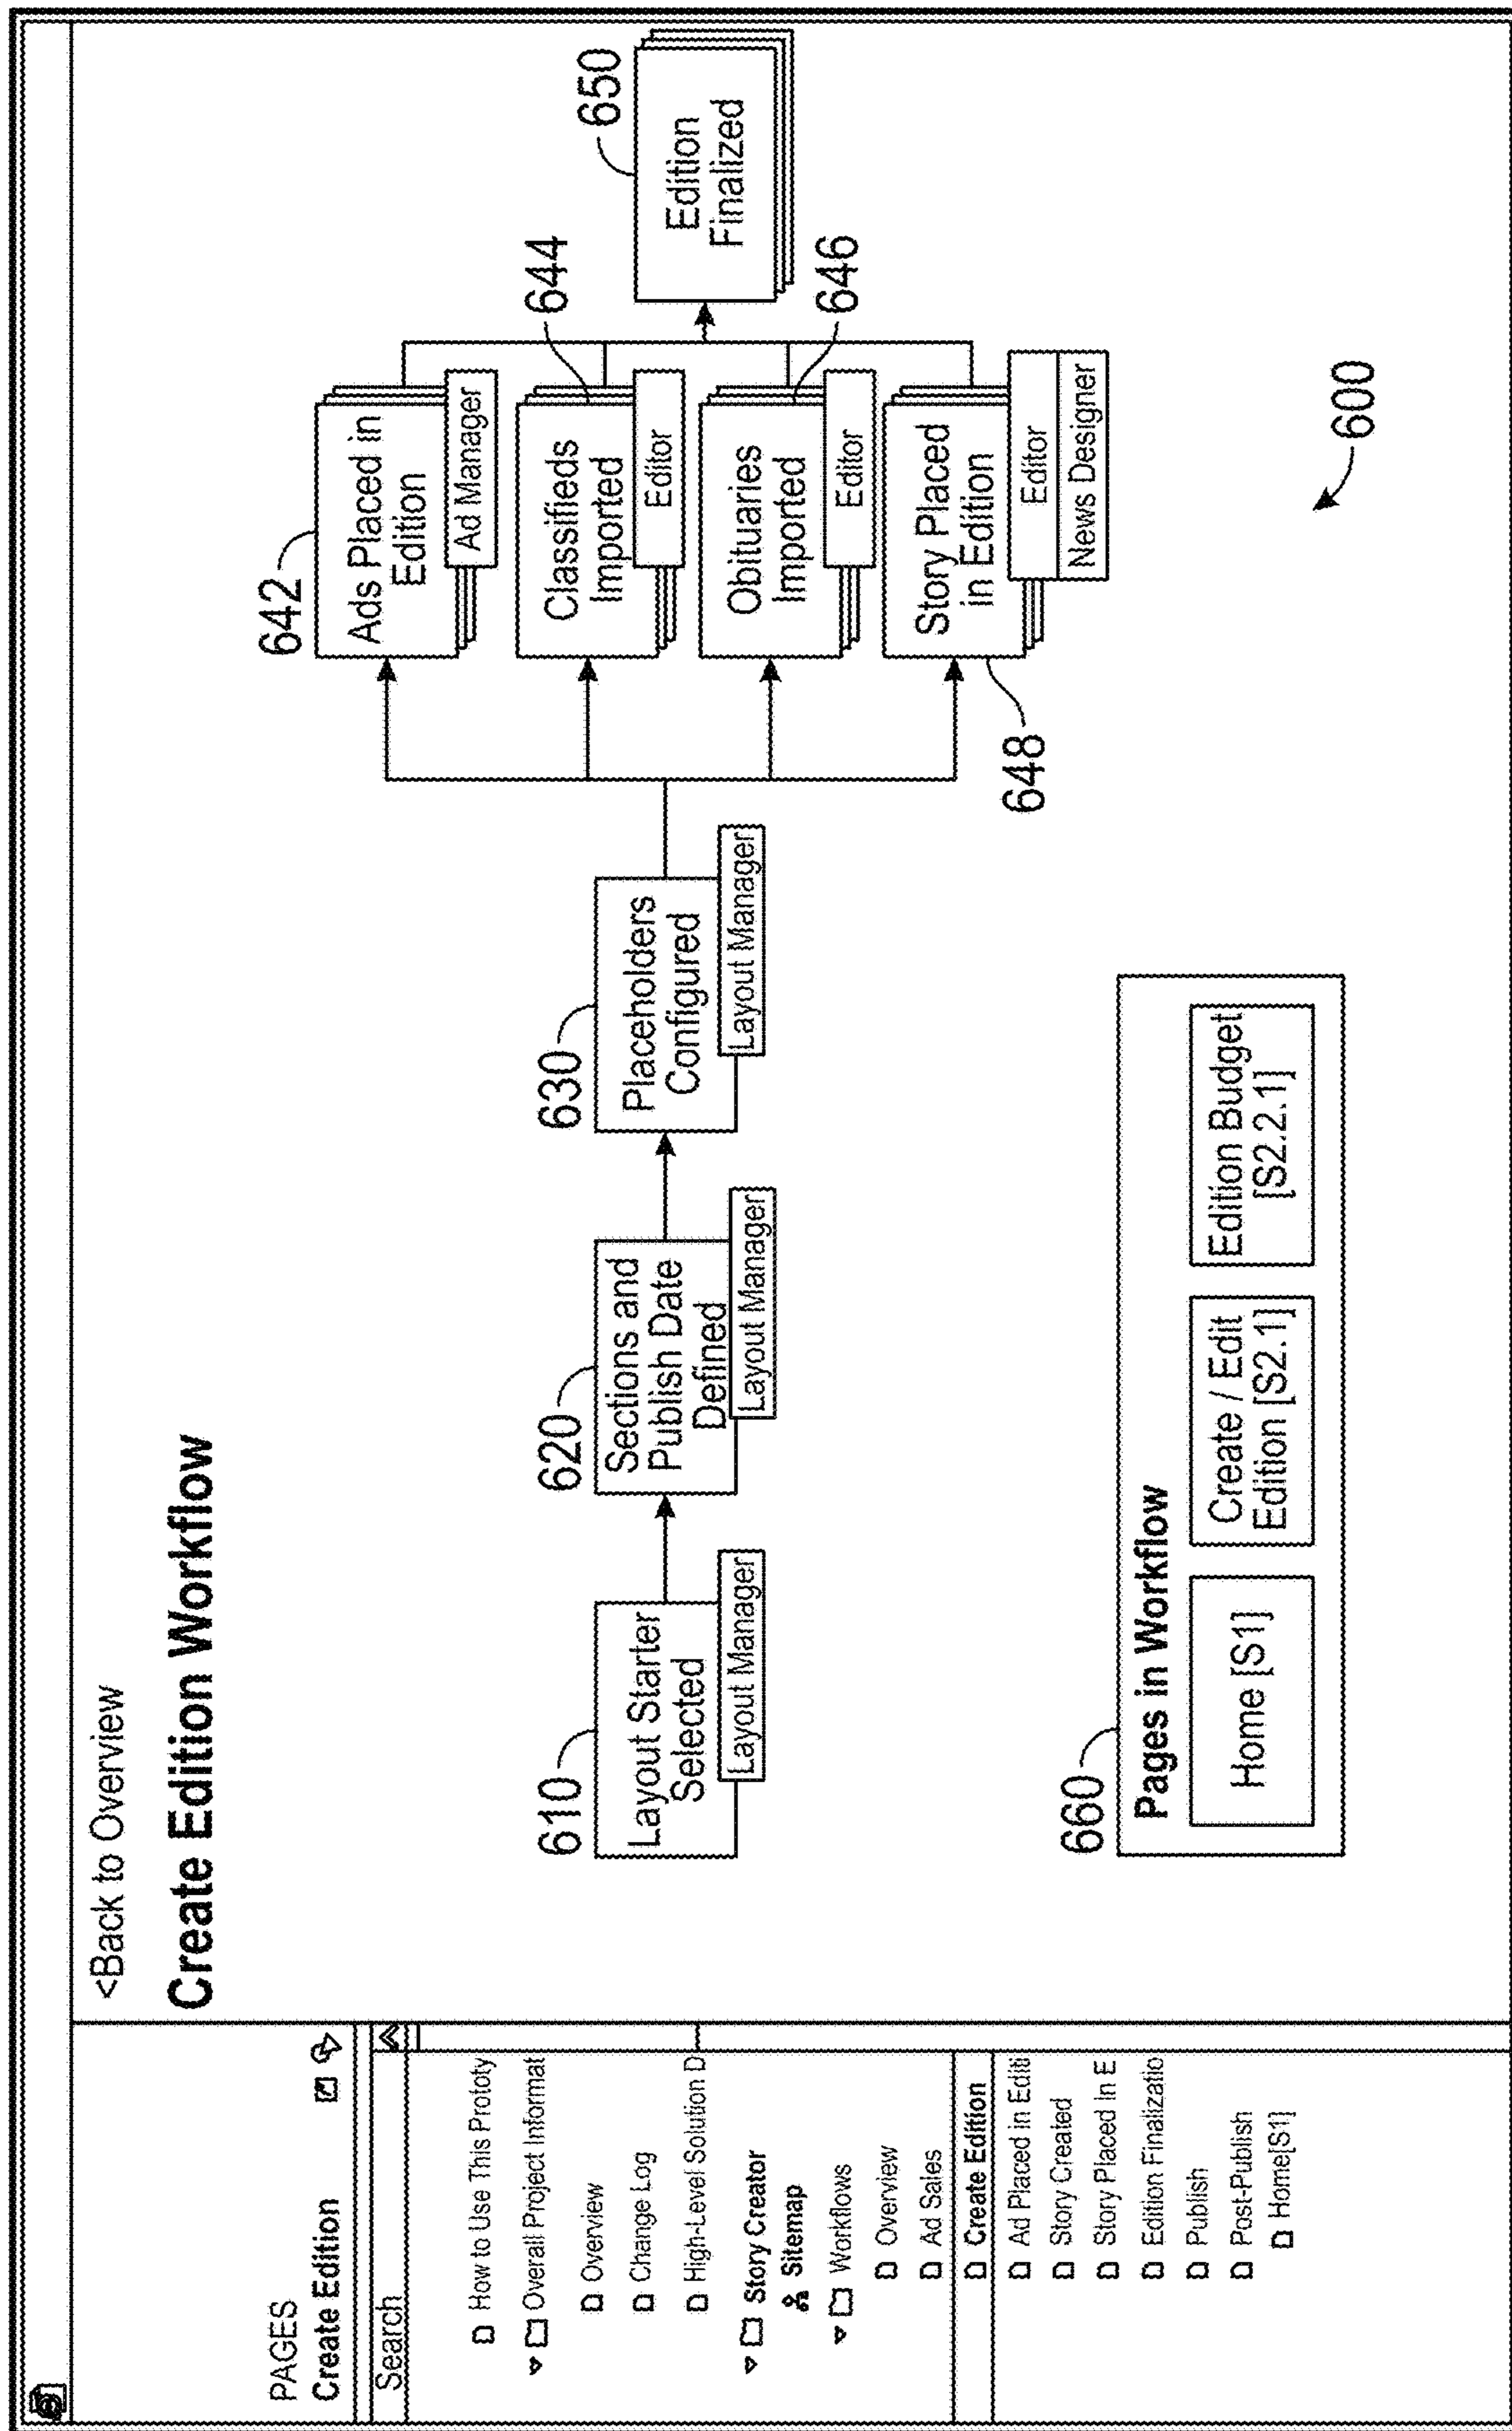 PAGES
Create Edition
Search
How to Use This Prototy
Overall Project Informat
Overview
Change Log
High-Level Solution D
Story Creator
Sitemap
Workflows
Overview
Ad Sales
Create Edition
Ad Placed in Editi
Story Created
Story Placed In E
Edition Finalizatio
Publish
Post-Publish
Home[S1]
<Back to Overview
Create Edition Workflow
610
Layout Starter
Selected
Layout Manager
620
Sections and
Publish Date
Defined
Layout Manager
630
Placeholders
Configured
Layout Manager
642
Ads Placed in
Edition
Ad Manager
644
Classifieds
Imported
Editor
646
Obituaries
Imported
Editor
648
Story Placed
in Edition
Editor
News Designer
650
Edition
Finalized
660
Pages in Workflow
Home [S1]
Create / Edit
Edition [S2.1]
Edition Budget
[S2.2.1]
600